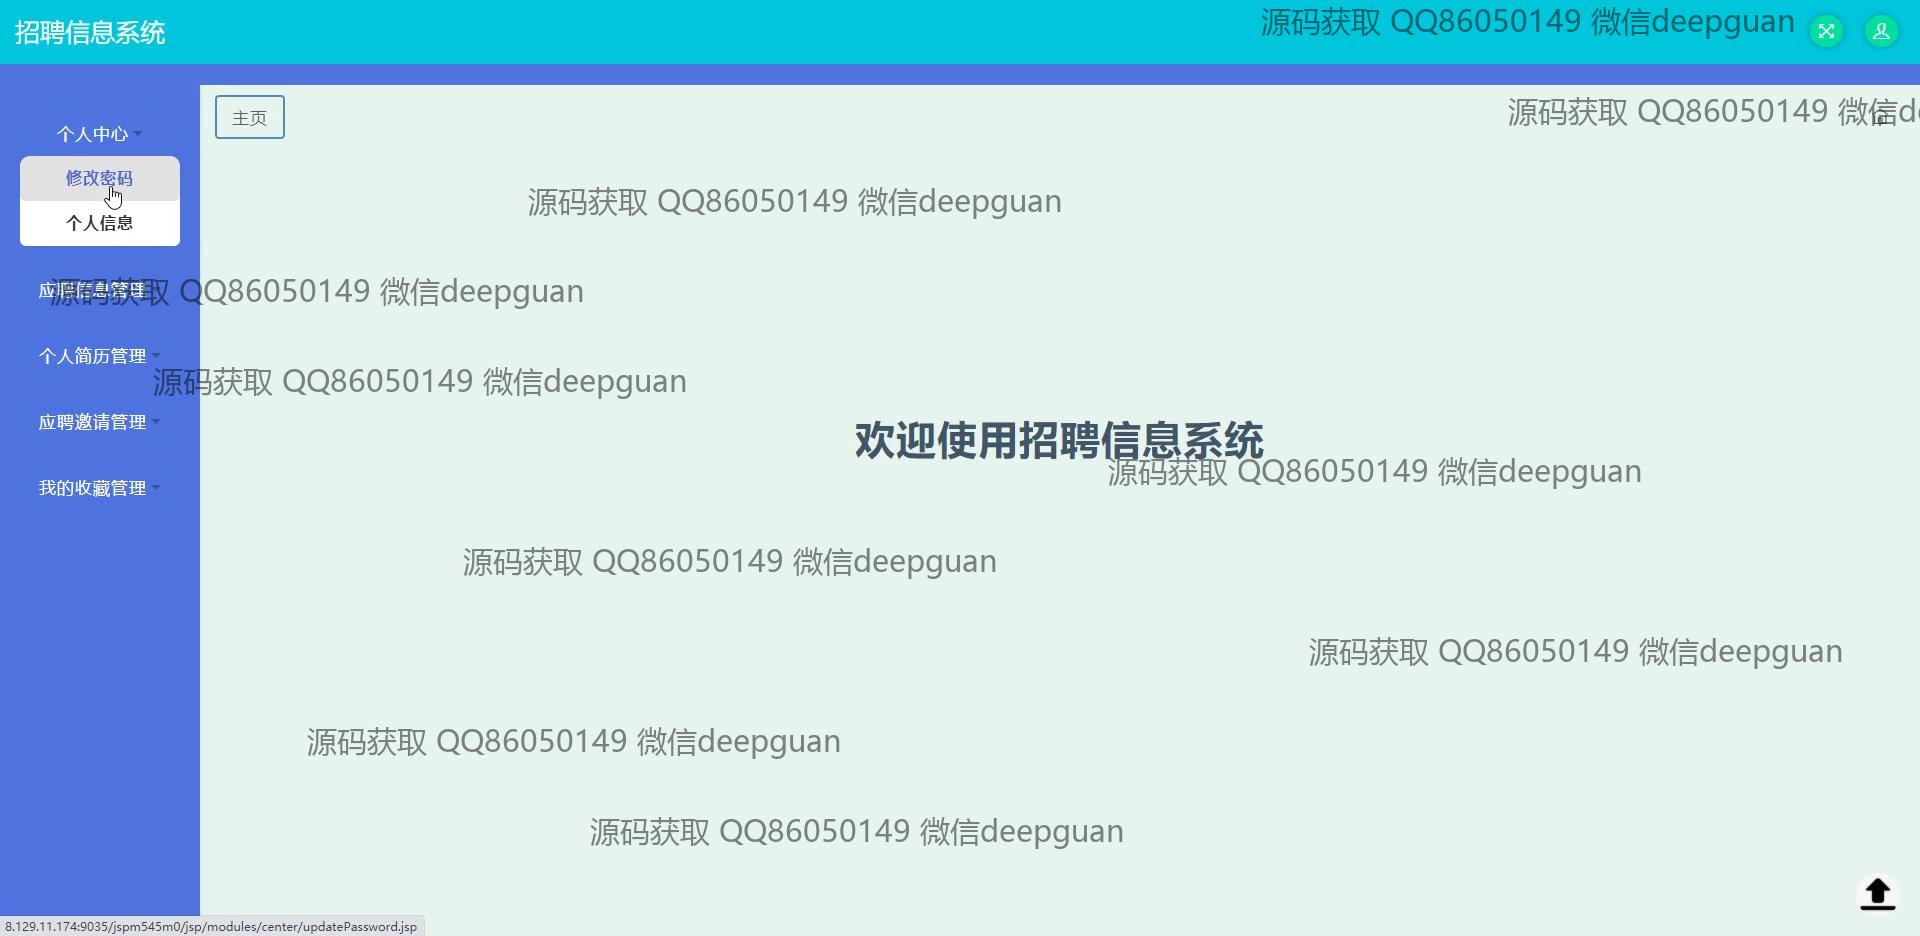 招聘信息系统
源码获取 QQ86050149 微信deepguan
主页
源码获取 QQ86050149 微信d
个人中心
修改密码
个人信息
源码获取 QQ86050149 微信deepguan
应聘信息管理
源码获取 QQ86050149 微信deepguan
个人简历管理
源码获取 QQ86050149 微信deepguan
应聘邀请管理
欢迎使用招聘信息系统
源码获取 QQ86050149 微信deepguan
我的收藏管理
源码获取 QQ86050149 微信deepguan
源码获取 QQ86050149 微信deepguan
源码获取 QQ86050149 微信deepguan
源码获取 QQ86050149 微信deepguan
8.129.11.174:9035/jspm545m0/jsp/modules/center/updatePassword.jsp